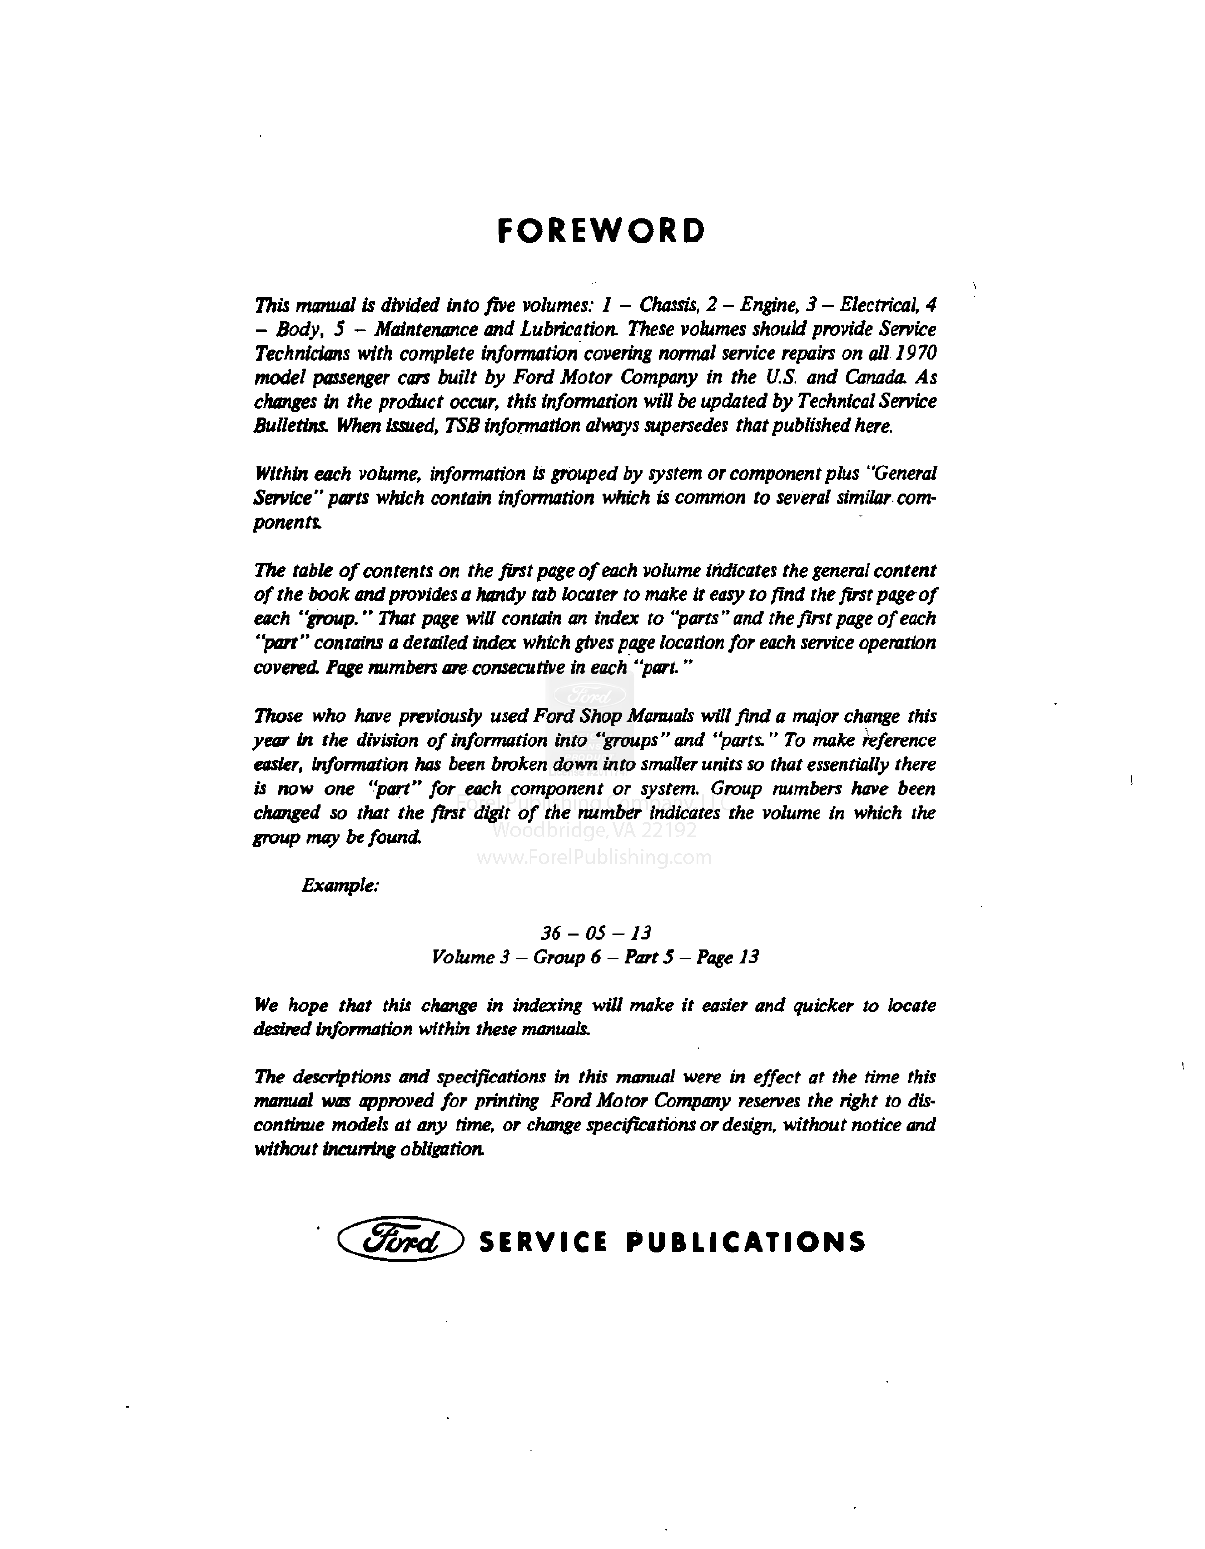 FOREWORD
This manual is divided into five volumes: 1 – Chassis, 2 – Engine, 3 – Electrical, 4
– Body, 5 – Maintenance and Lubrication. These volumes should provide Service
Technicians with complete information covering normal service repairs on all 1970
model passenger cars built by Ford Motor Company in the U.S. and Canada. As
changes in the product occur, this information will be updated by Technical Service
Bulletins. When issued, TSB information always supersedes that published here.
Within each volume, information is grouped by system or component plus “General
Service” parts which contain information which is common to several similar com-
ponents.
The table of contents on the first page of each volume indicates the general content
of the book and provides a handy tab locater to make it easy to find the first page of
each “group.” That page will contain an index to “parts” and the first page of each
“part” contains a detailed index which gives page location for each service operation
covered. Page numbers are consecutive in each “part.”
Those who have previously used Ford Shop Manuals will find a major change this
year in the division of information into “groups” and “parts.” To make reference
easier, information has been broken down into smaller units so that essentially there
is now one “part” for each component or system. Group numbers have been
changed so that the first digit of the number indicates the volume in which the
group may be found.
Forel Publishing Company, LLC
Woodbridge, VA 22192
www.ForelPublishing.com
Example:
36 – 05 – 13
Volume 3 – Group 6 – Part 5 – Page 13
We hope that this change in indexing will make it easier and quicker to locate
desired information within these manuals.
The descriptions and specifications in this manual were in effect at the time this
manual was approved for printing Ford Motor Company reserves the right to dis-
continue models at any time, or change specifications or design, without notice and
without incurring obligation.
Ford SERVICE PUBLICATIONS